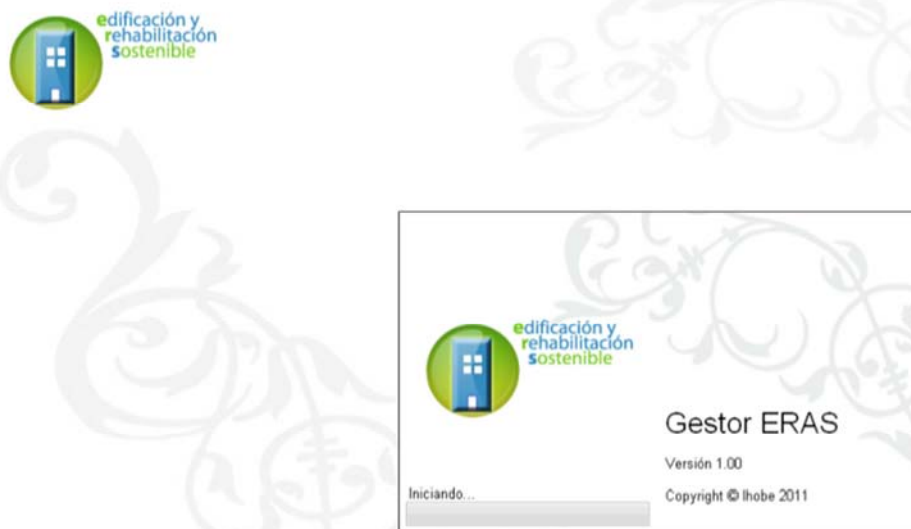 edificación y
rehabilitación
sostenible
edificación y
rehabilitación
sostenible
Gestor ERAS
Versión 1.00
Iniciando...
Copyright © Ihobe 2011